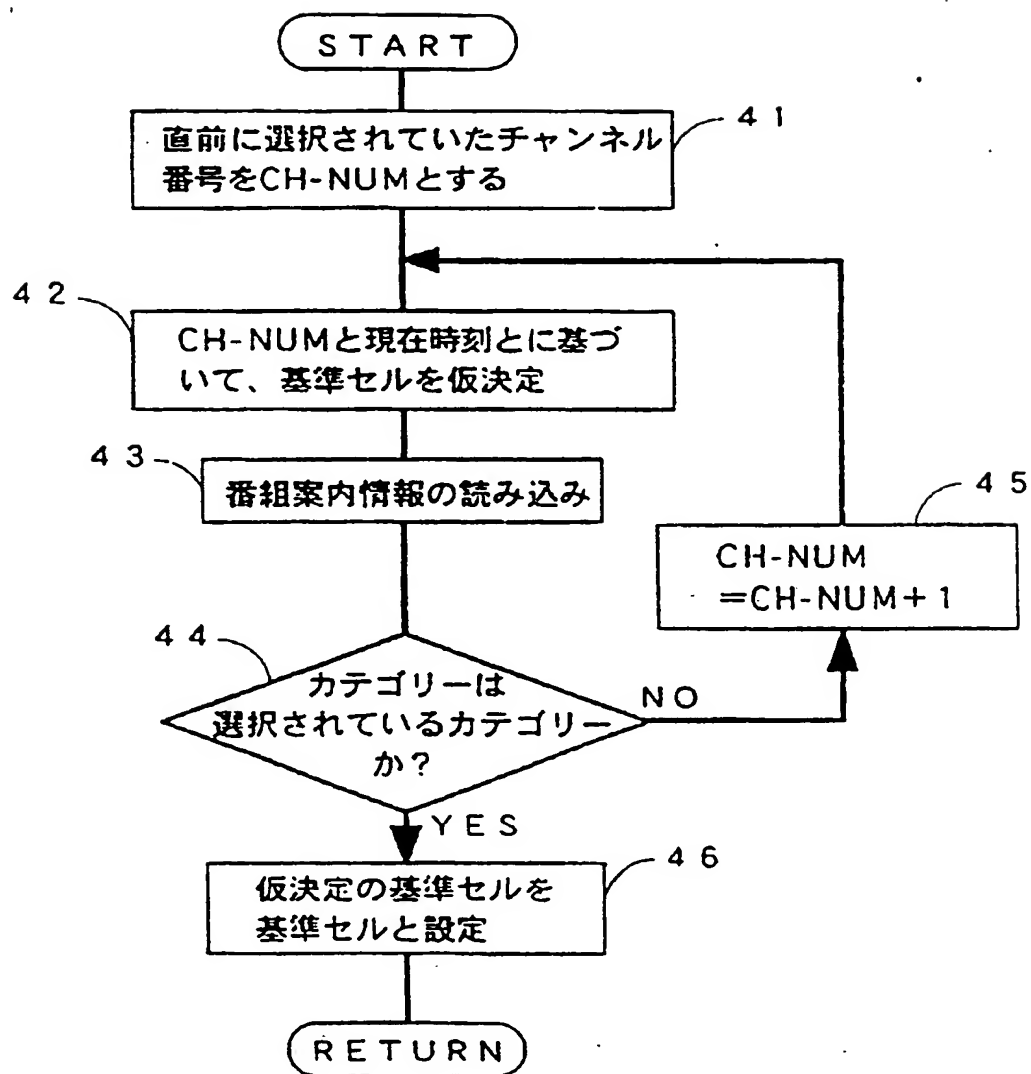 START
直前に選択されていたチャンネル
番号をCH-NUMとする
41
42
CH-NUMと現在時刻とに基づ
いて、基準セルを仮決定
43
番組案内情報の読み込み
45
CH-NUM
=CH-NUM+1
44
カテゴリーは
選択されているカテゴリー
か?
NO
YES
46
仮決定の基準セルを
基準セルと設定
RETURN